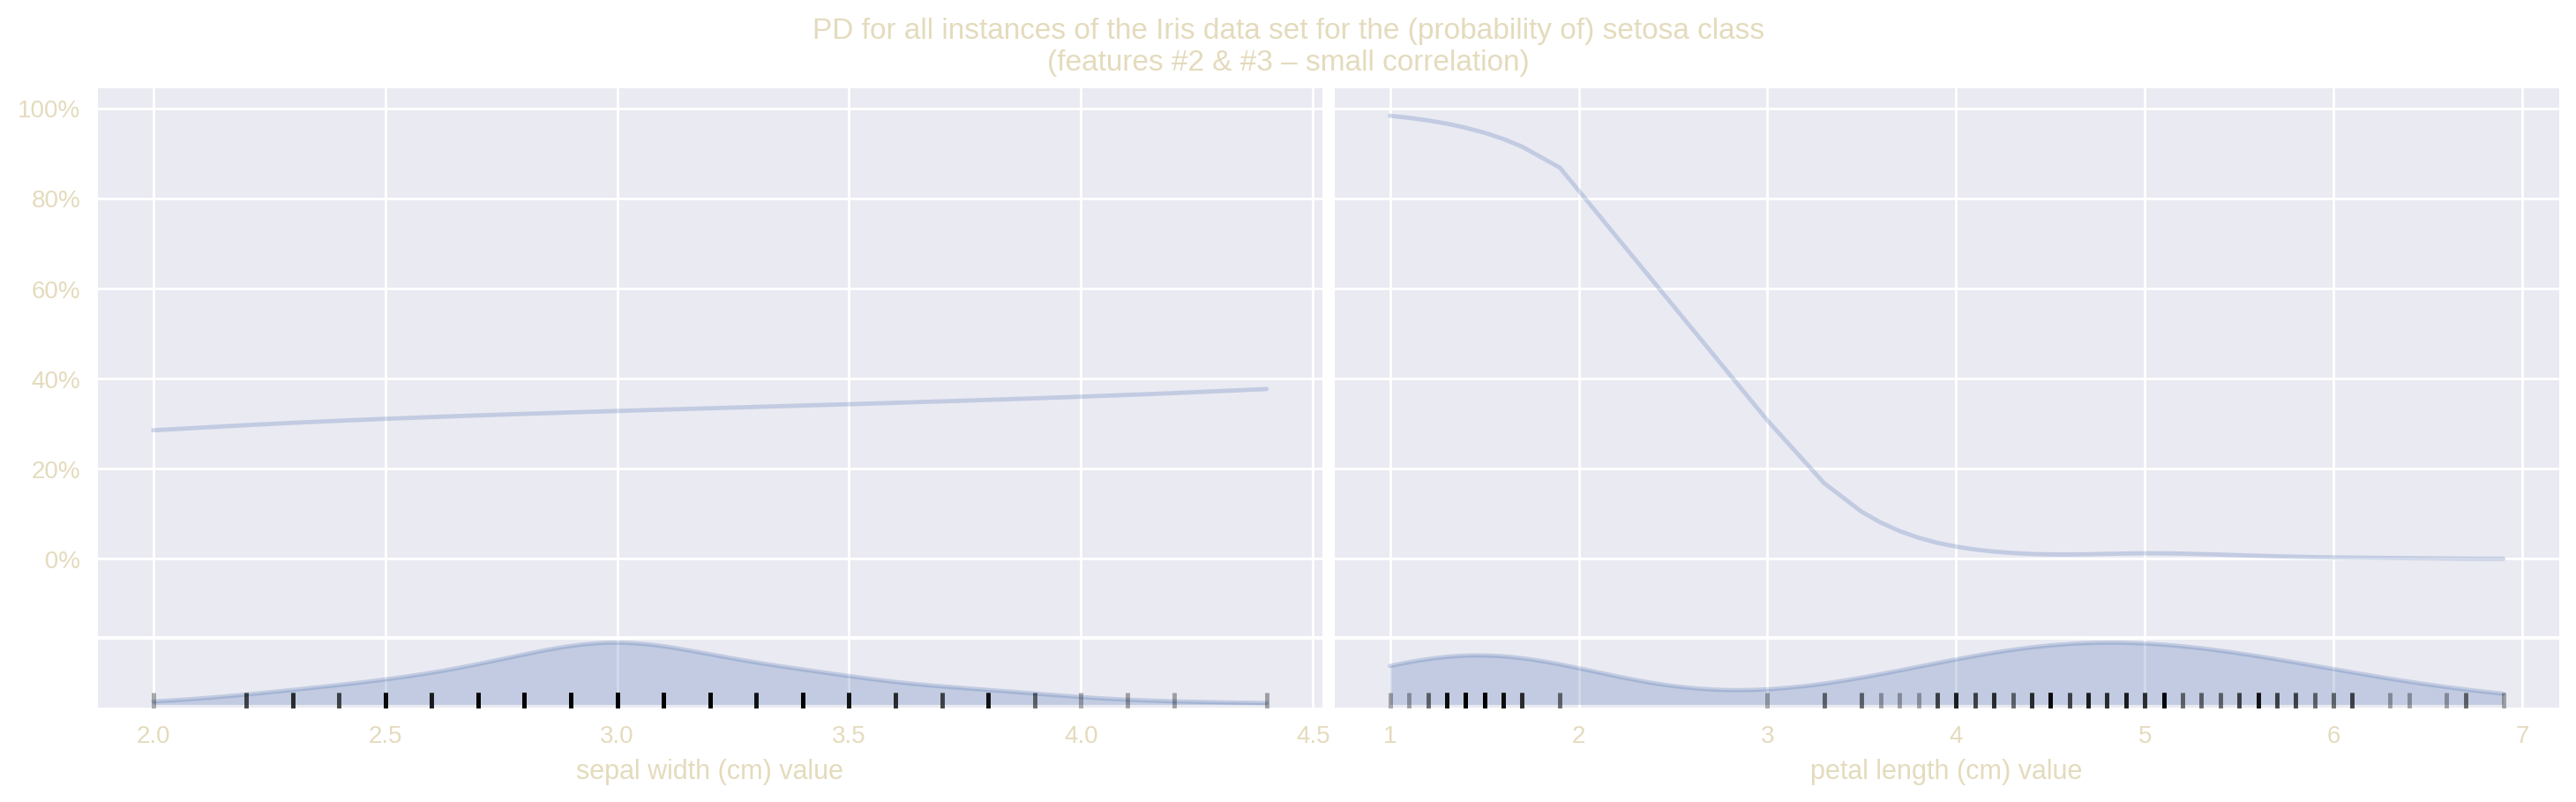 PD for all instances of the Iris data set for the (probability of) setosa class
(features #2 & #3 – small correlation)
100%
80%
60%
40%
20%
0%
2.0 2.5 3.0 3.5 4.0 4.5 1 2 3 4 5 6 7
sepal width (cm) value petal length (cm) value